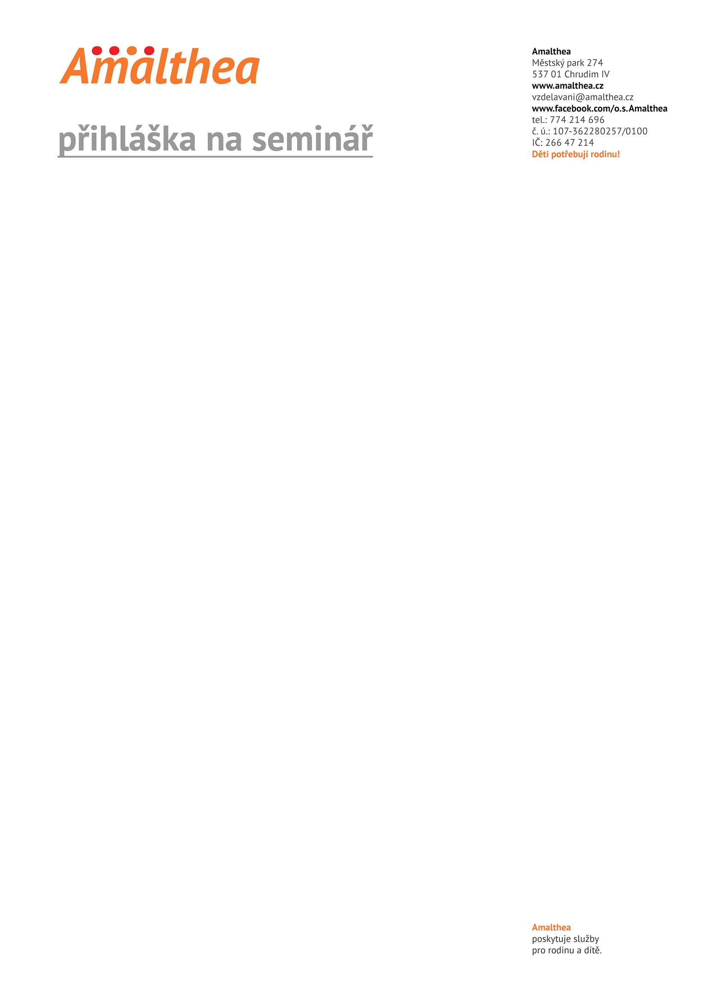 Amalthea
přihláška na seminář
Amalthea
Městský park 274
537 01 Chrudim IV
www.amalthea.cz
vzdelavani@amalthea.cz
www.facebook.com/o.s.Amalthea
tel.: 774 214 696
č. ú.: 107-362280257/0100
IČ: 266 47 214
Děti potřebují rodinu!
Amalthea
poskytuje služby
pro rodinu a dítě.